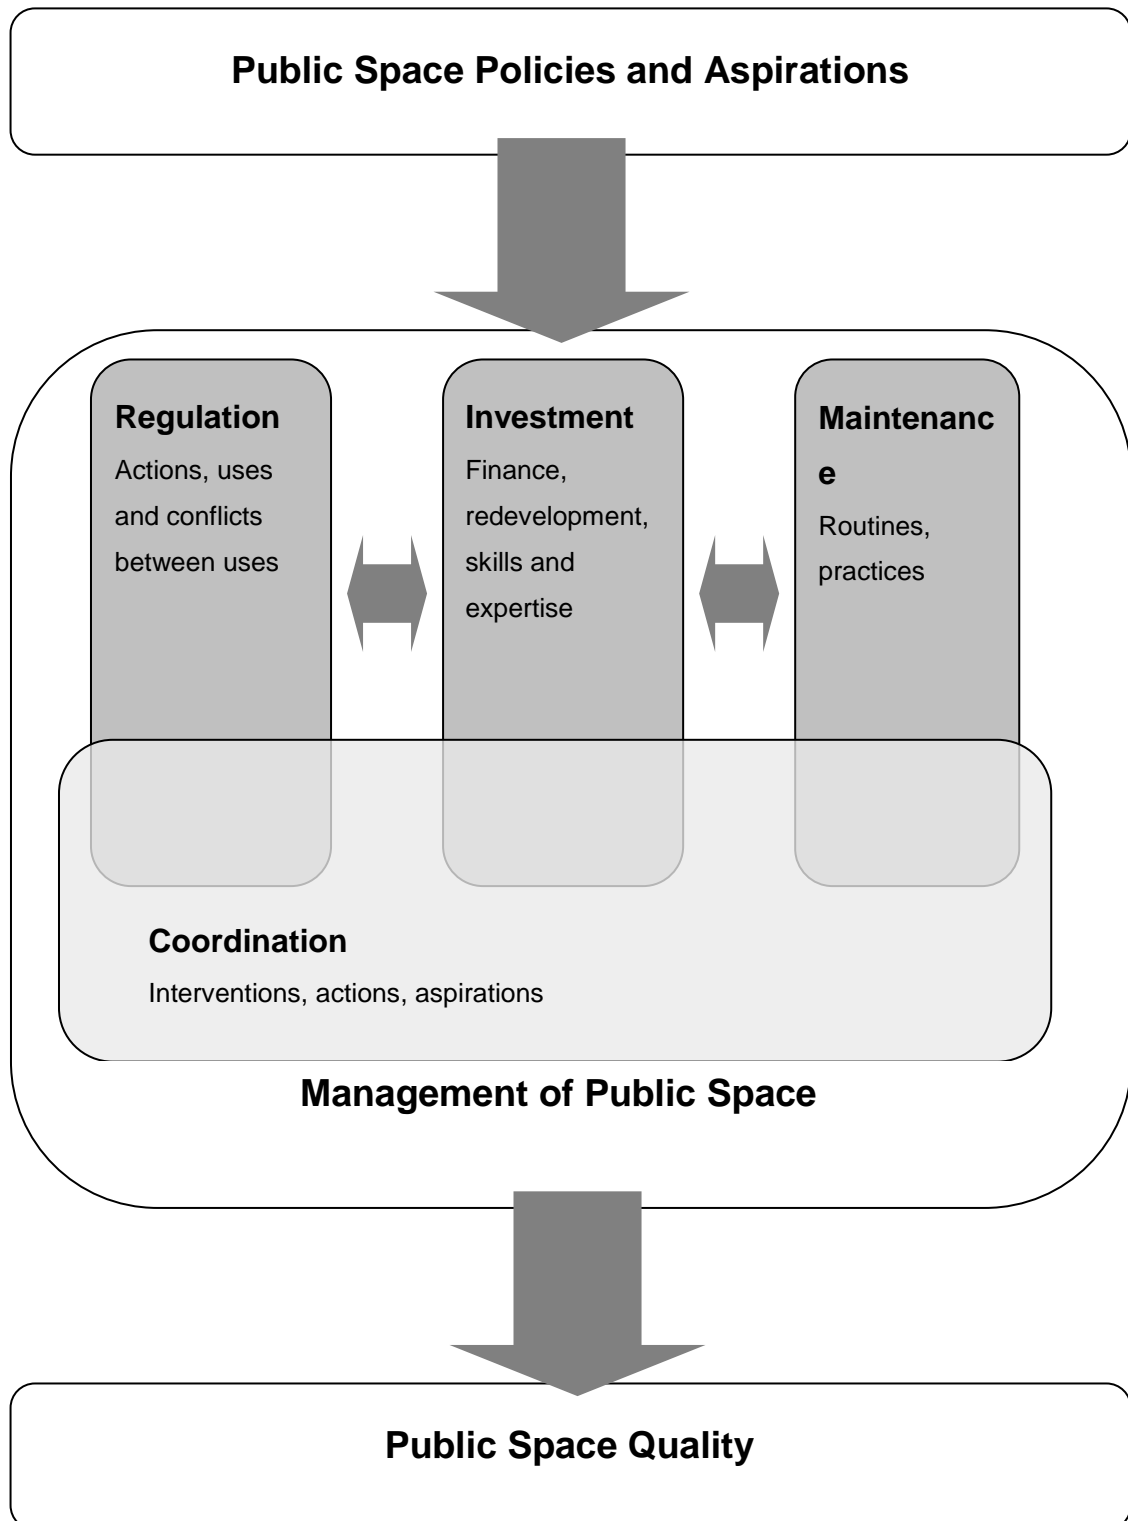 Public Space Policies and Aspirations
Regulation
Actions, uses
and conflicts
between uses
Investment
Finance,
redevelopment,
skills and
expertise
Maintenanc
e
Routines,
practices
Coordination
Interventions, actions, aspirations
Management of Public Space
Public Space Quality